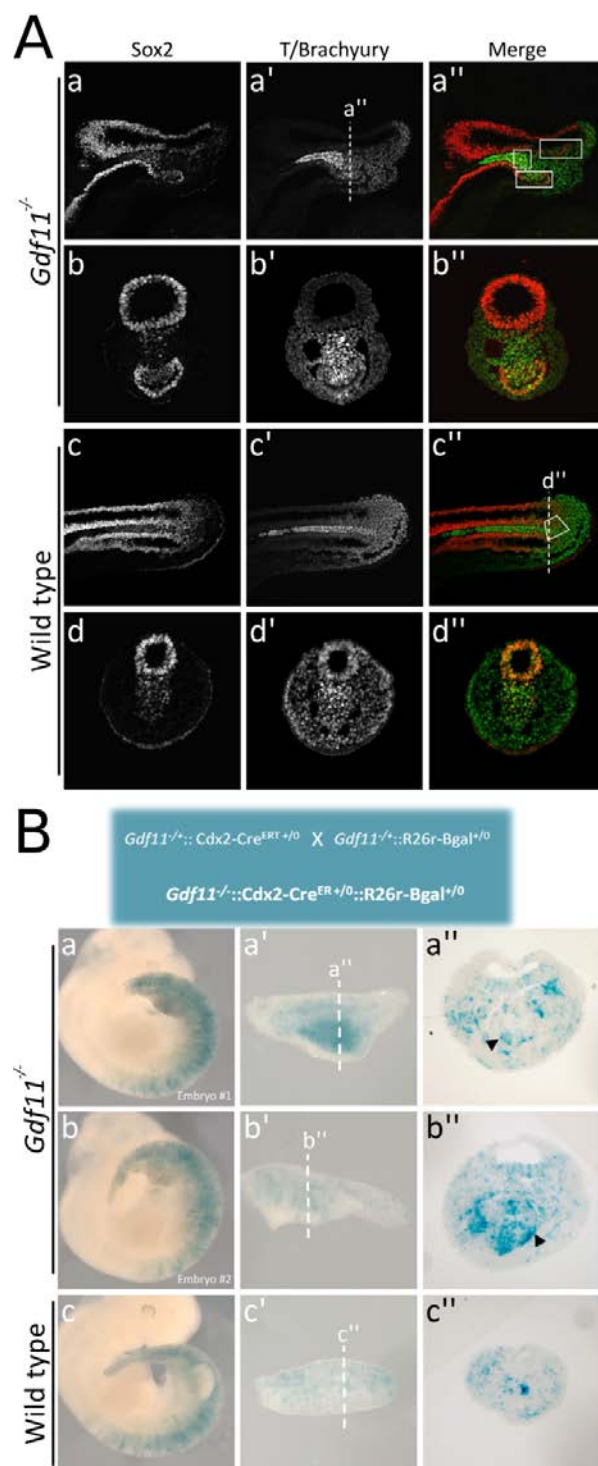 A
Sox2 T/Brachyury Merge
Gdf11-/-
a a' a'' a''
b b' b''
Wild type
c c' c'' d''
d d' d''
B
Gdf11-/+:: Cdx2-CreERT +/0 X Gdf11-/+::R26r-Bgal+/0
Gdf11-/-::Cdx2-CreER+/0::R26r-Bgal+/0
Gdf11-/-
a a' a'' a''
Embryo #1
b b' b'' b''
Embryo #2
Wild type
c c' c'' c''